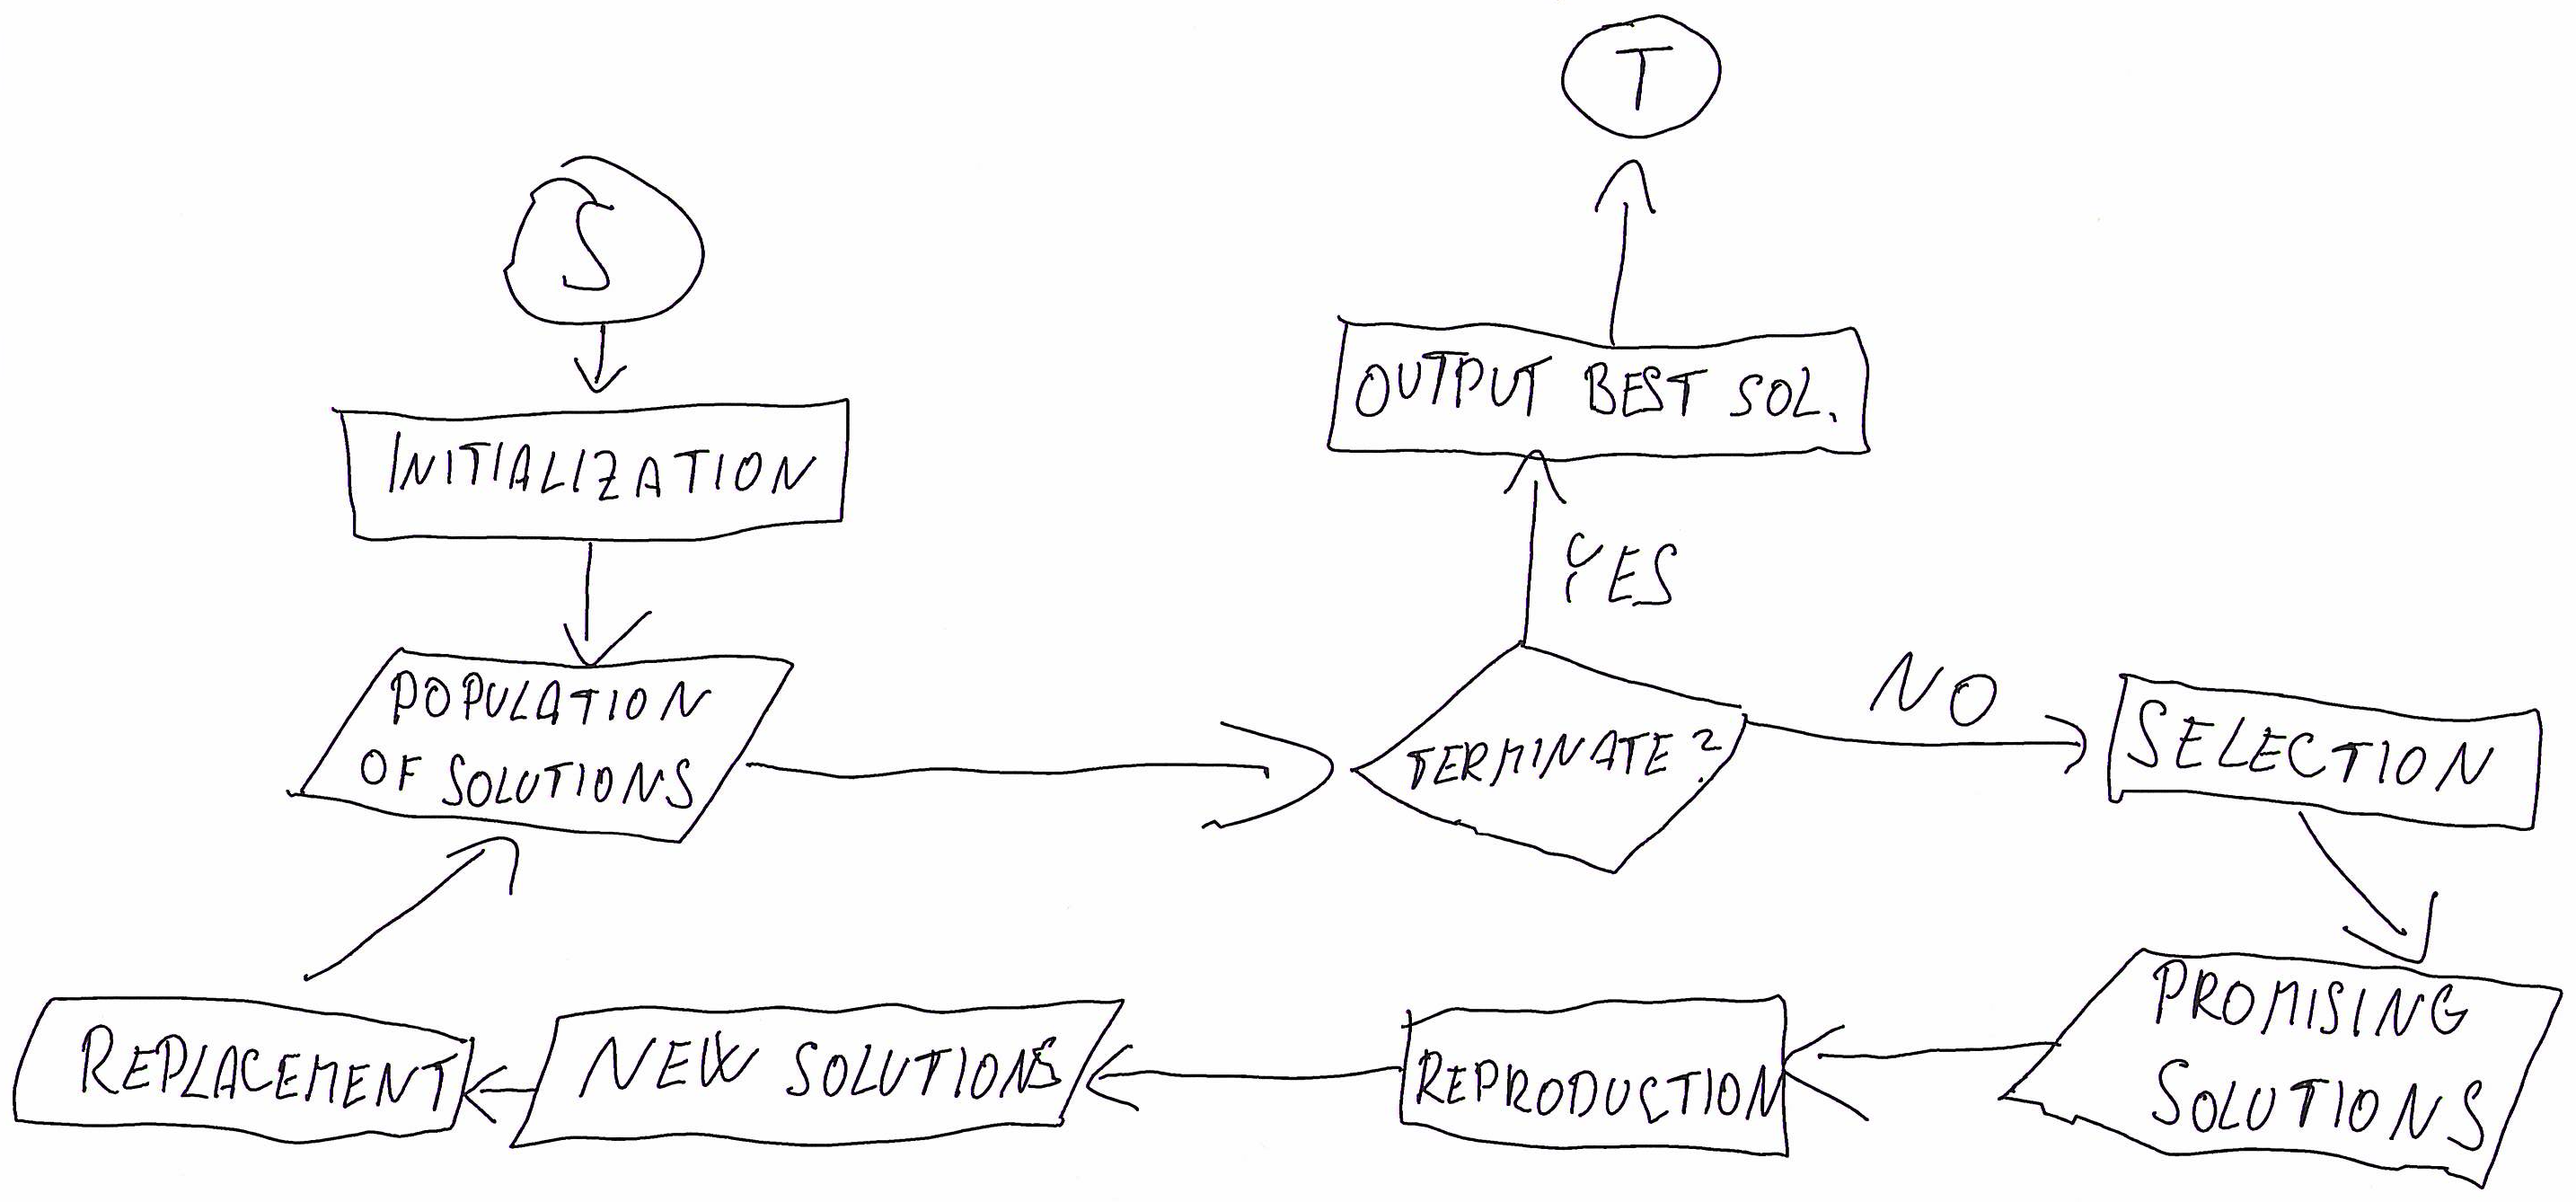 S
INITIALIZATION
POPULATION
OF SOLUTIONS
TERMINATE?
YES
OUTPUT BEST SOL.
T
NO
SELECTION
PROMISING
SOLUTIONS
REPRODUCTION
NEW SOLUTIONS
REPLACEMENT